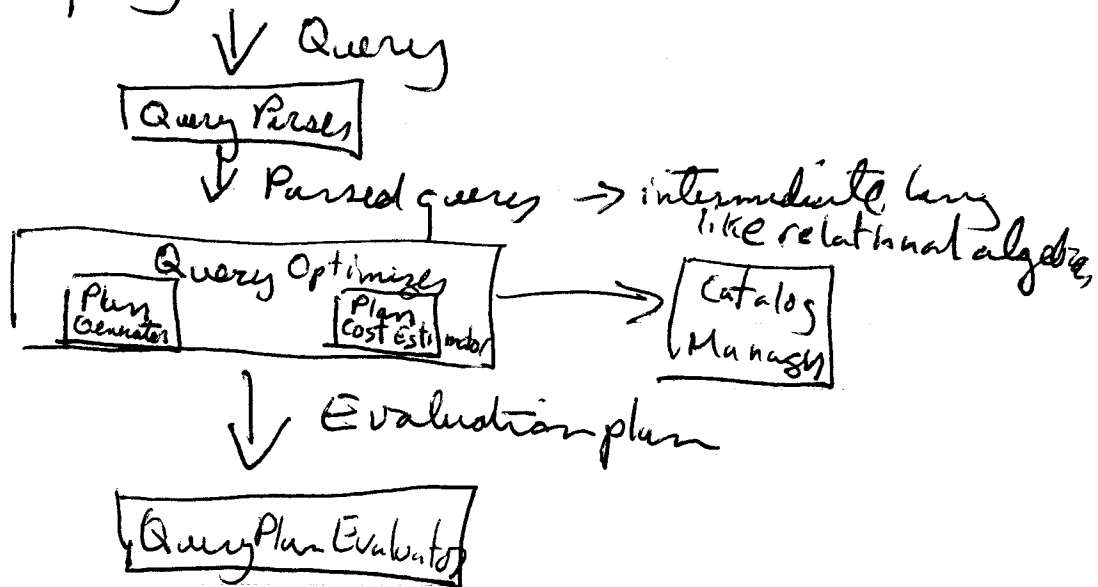 Query
Query Parser
Parsed query → intermediate lang
like relational algebra,
Query Optimizer
Plan
Generator
Plan
Cost Estimator
Catalog
Manager
Evaluation plan
Query Plan Evaluator